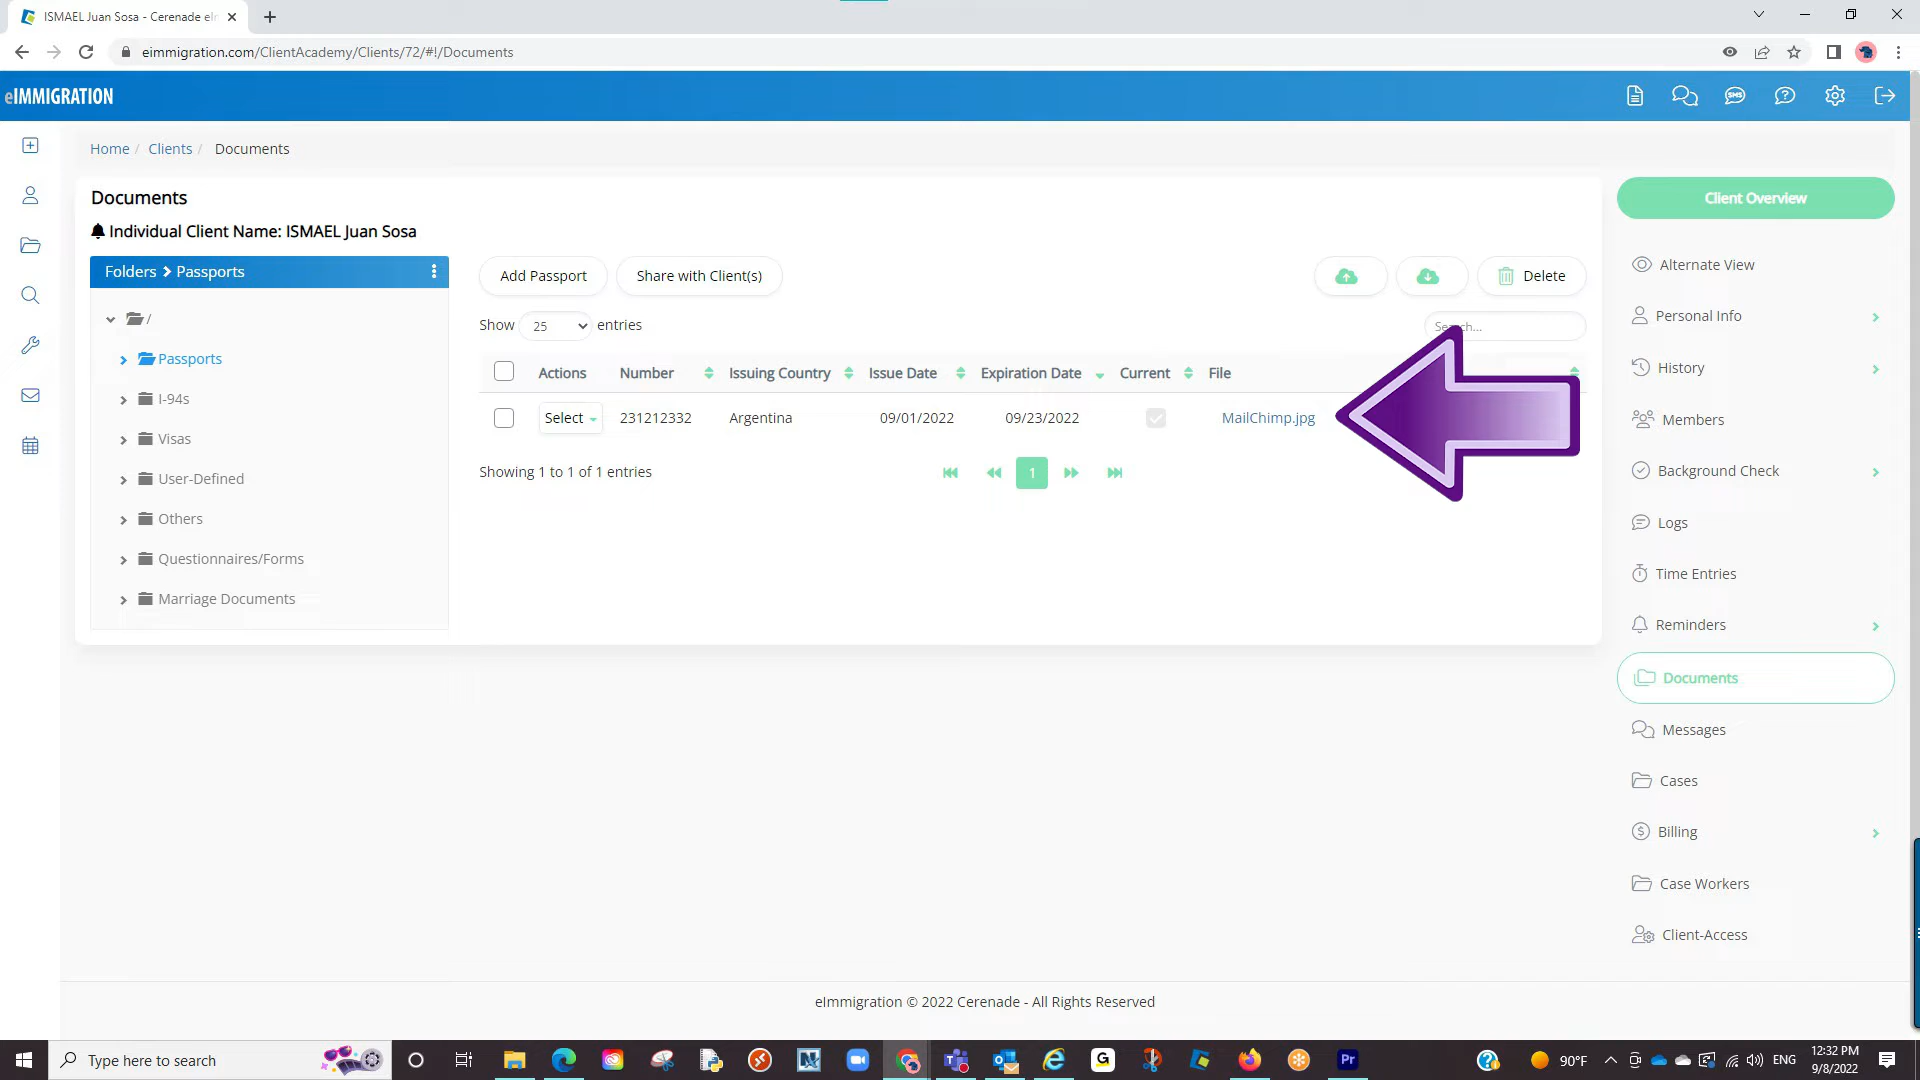 ISMAEL Juan Sosa - Cerenade eIm
eimmigration.com/ClientAcademy/Clients/72/#!/Documents
eIMMIGRATION
SMS
Home / Clients / Documents
Documents
Individual Client Name: ISMAEL Juan Sosa
Folders > Passports
/
Passports
I-94s
Visas
User-Defined
Others
Questionnaires/Forms
Marriage Documents
Add Passport
Share with Client(s)
Delete
Show 25 entries
Search...
Actions Number Issuing Country Issue Date Expiration Date Current File
Select 231212332 Argentina 09/01/2022 09/23/2022 MailChimp.jpg
Showing 1 to 1 of 1 entries
1
Client Overview
Alternate View
Personal Info
History
Members
Background Check
Logs
Time Entries
Reminders
Documents
Messages
Cases
Billing
Case Workers
Client-Access
eImmigration © 2022 Cerenade - All Rights Reserved
Type here to search
G
Pr
90°F
ENG
12:32 PM
9/8/2022